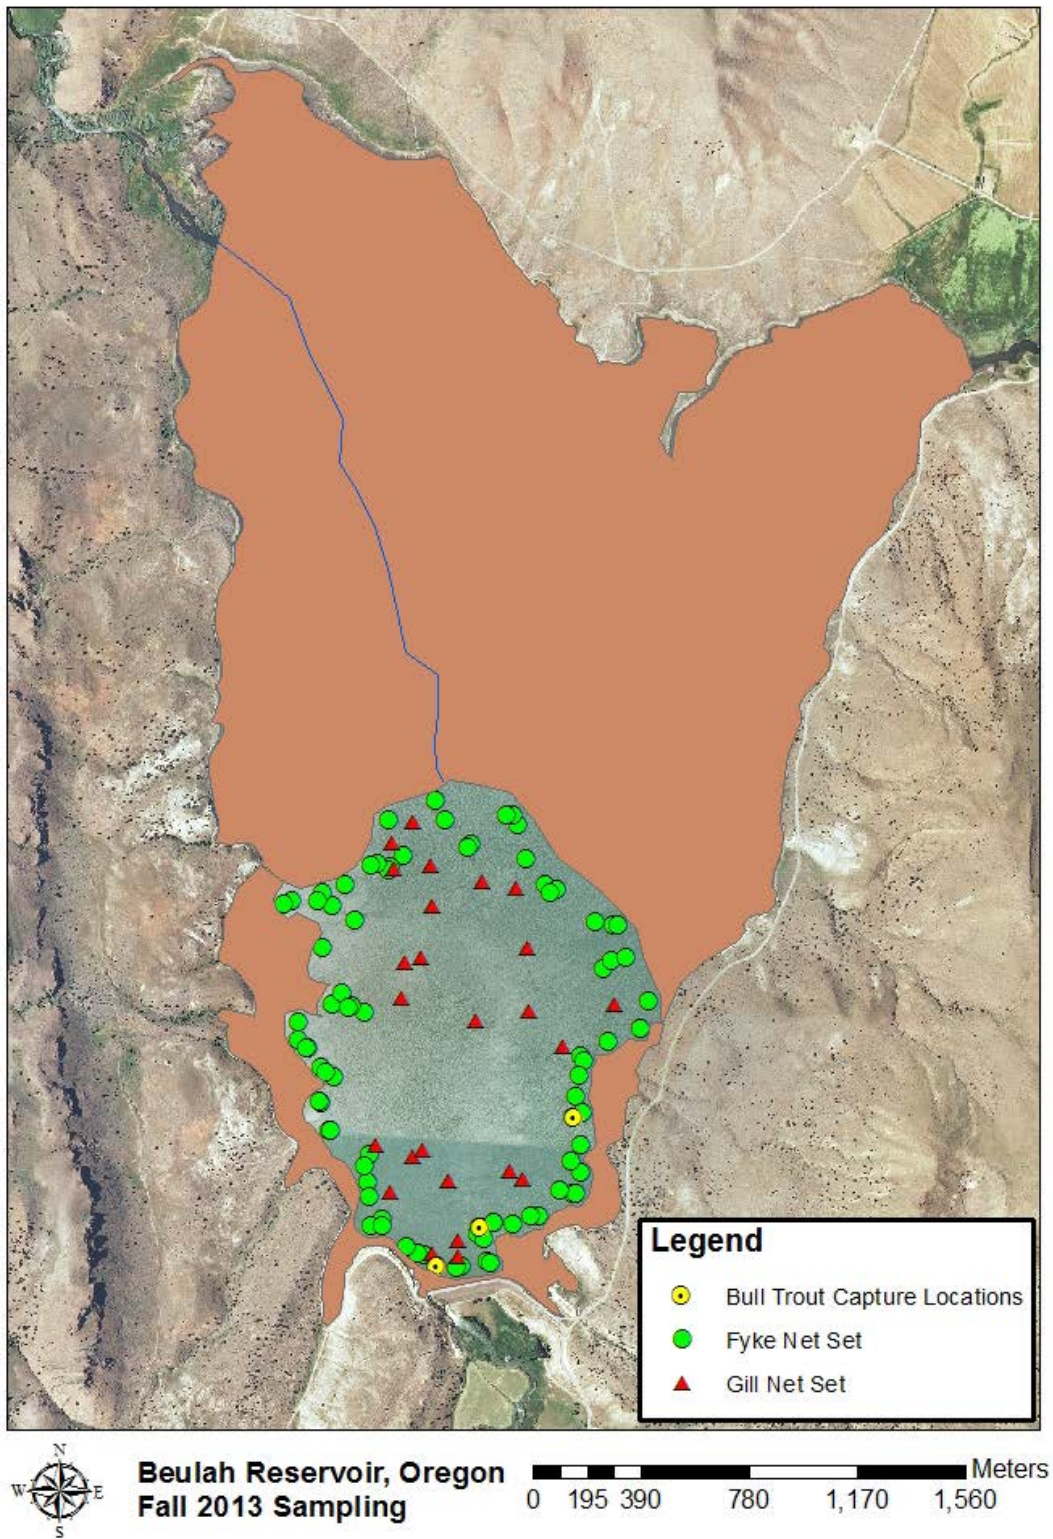 Legend
Bull Trout Capture Locations
Fyke Net Set
Gill Net Set
N
W E
S
Beulah Reservoir, Oregon
Fall 2013 Sampling
Meters
0 195 390 780 1,170 1,560